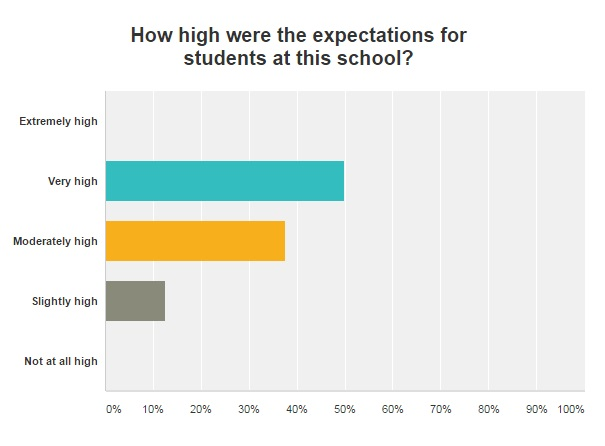 How high were the expectations for
students at this school?
Extremely high
Very high
Moderately high
Slightly high
Not at all high
0% 10% 20% 30% 40% 50% 60% 70% 80% 90% 100%